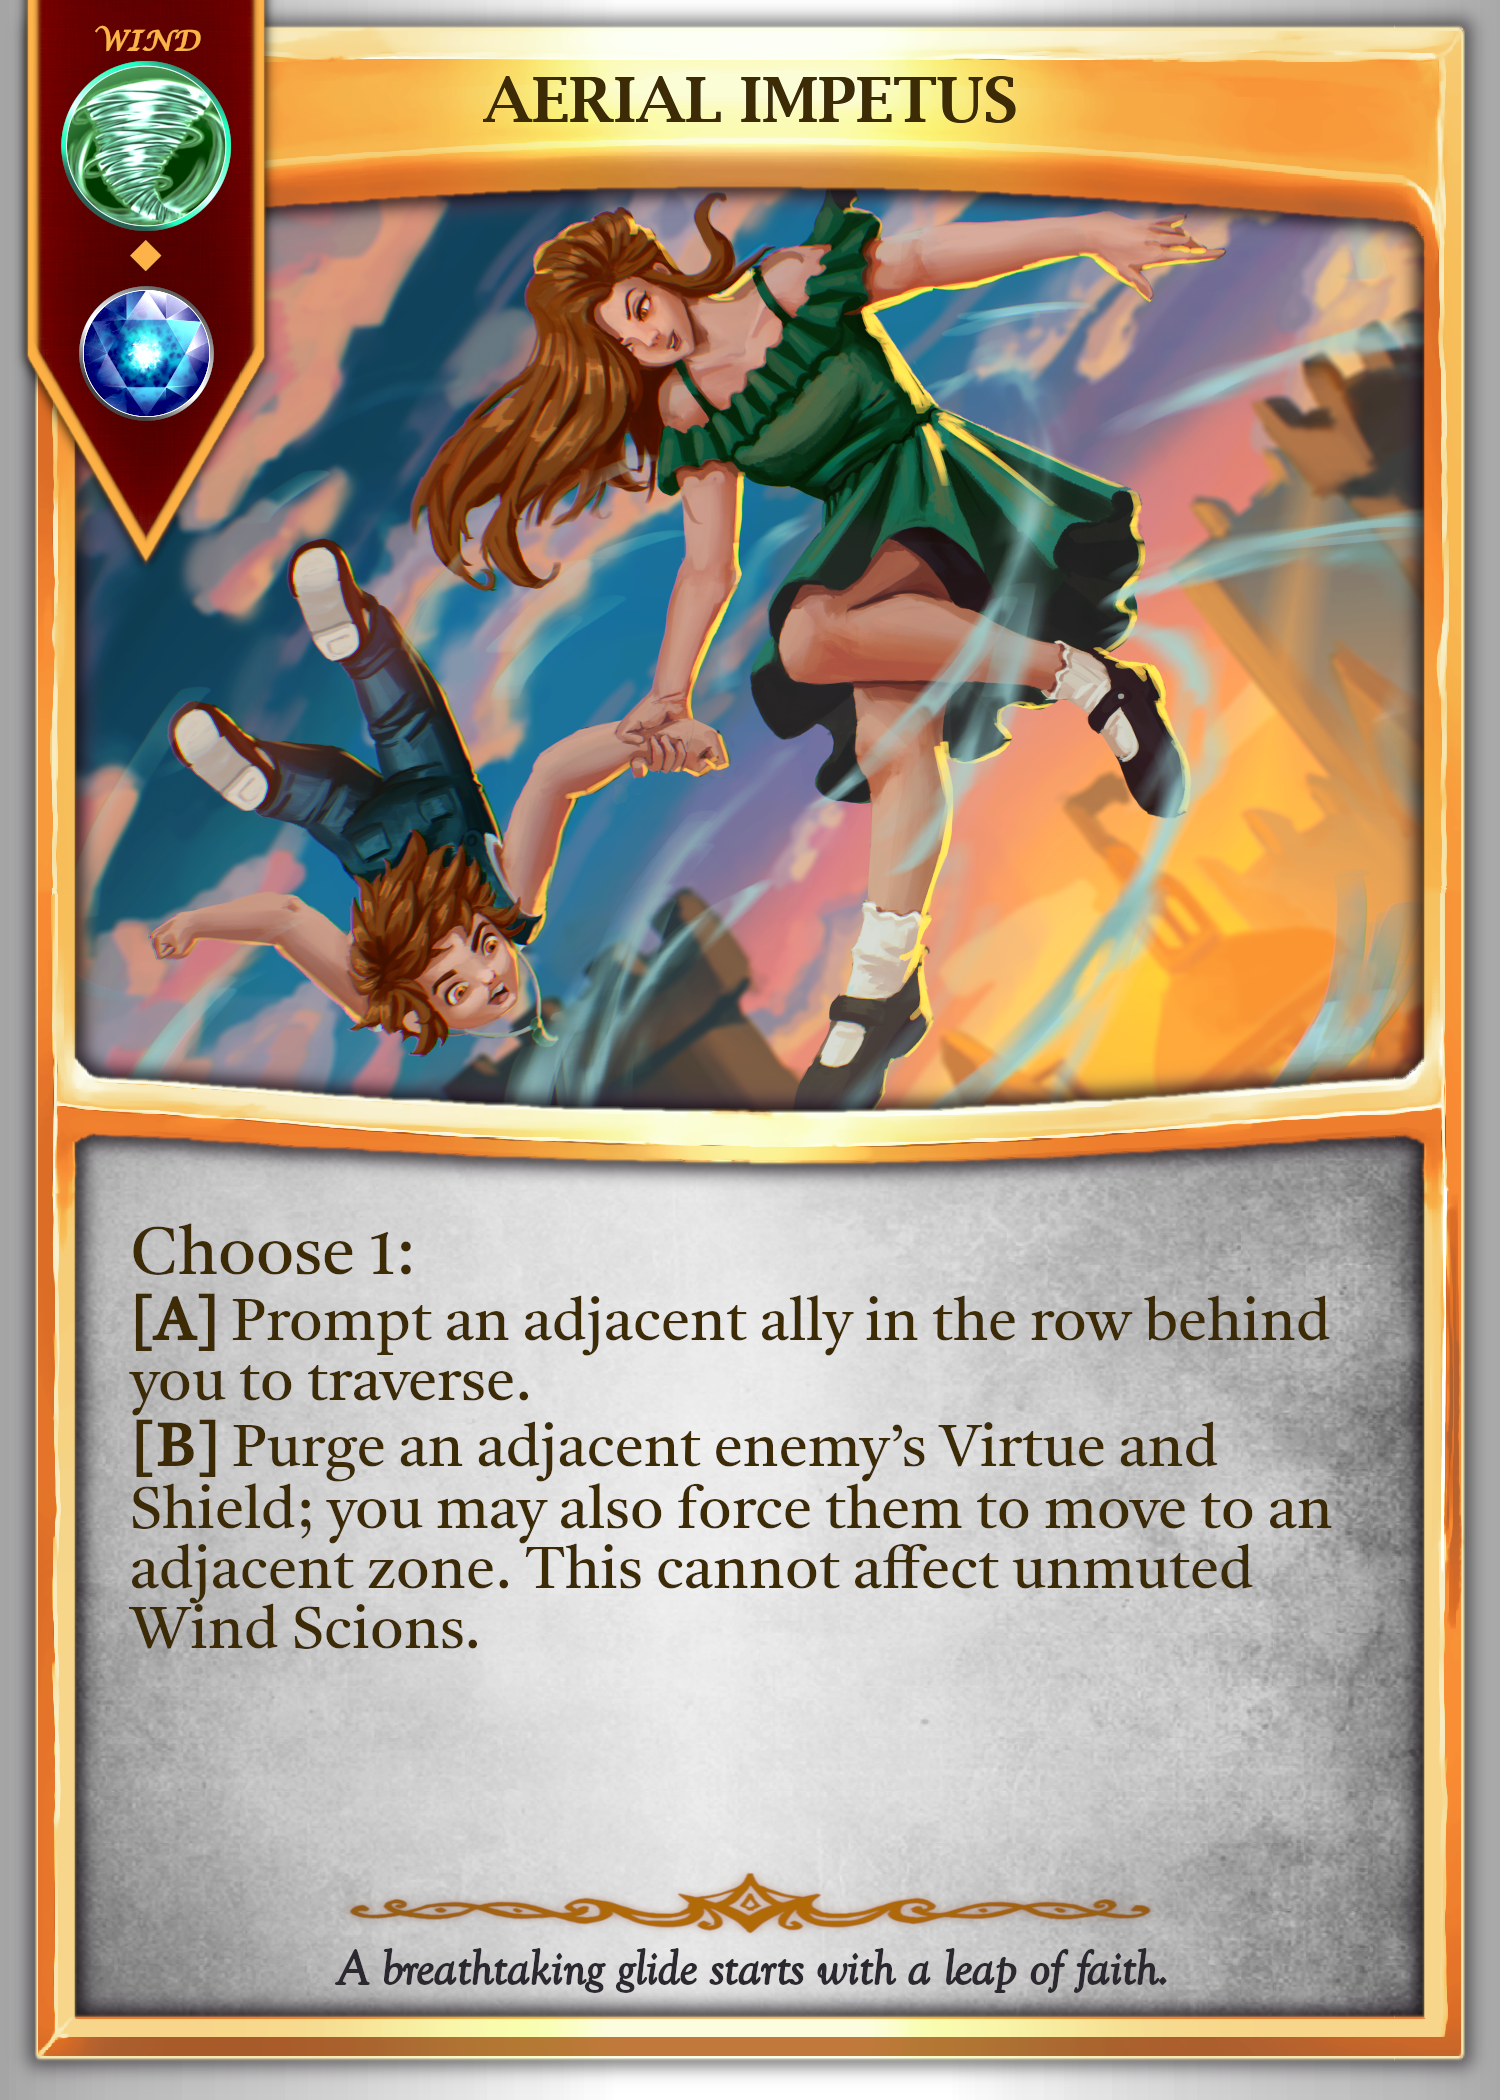 WIND
AERIAL IMPETUS
Choose 1:
[A] Prompt an adjacent ally in the row behind
you to traverse.
[B] Purge an adjacent enemy’s Virtue and
Shield; you may also force them to move to an
adjacent zone. This cannot affect unmuted
Wind Scions.
A breathtaking glide starts with a leap of faith.